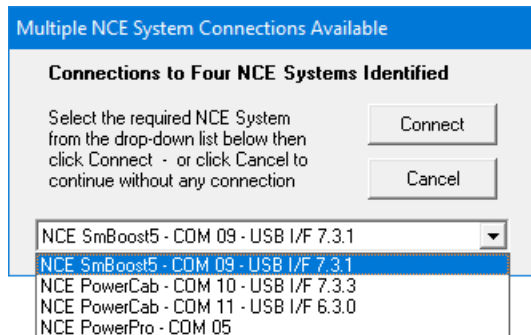 Multiple NCE System Connections Available
Connections to Four NCE Systems Identified
Select the required NCE System
from the drop-down list below then
click Connect - or click Cancel to
continue without any connection
Connect
Cancel
NCE SmBoost5 - COM 09 - USB I/F 7.3.1
NCE SmBoost5 - COM 09 - USB I/F 7.3.1
NCE PowerCab - COM 10 - USB I/F 7.3.3
NCE PowerCab - COM 11 - USB I/F 6.3.0
NCE PowerPro - COM 05